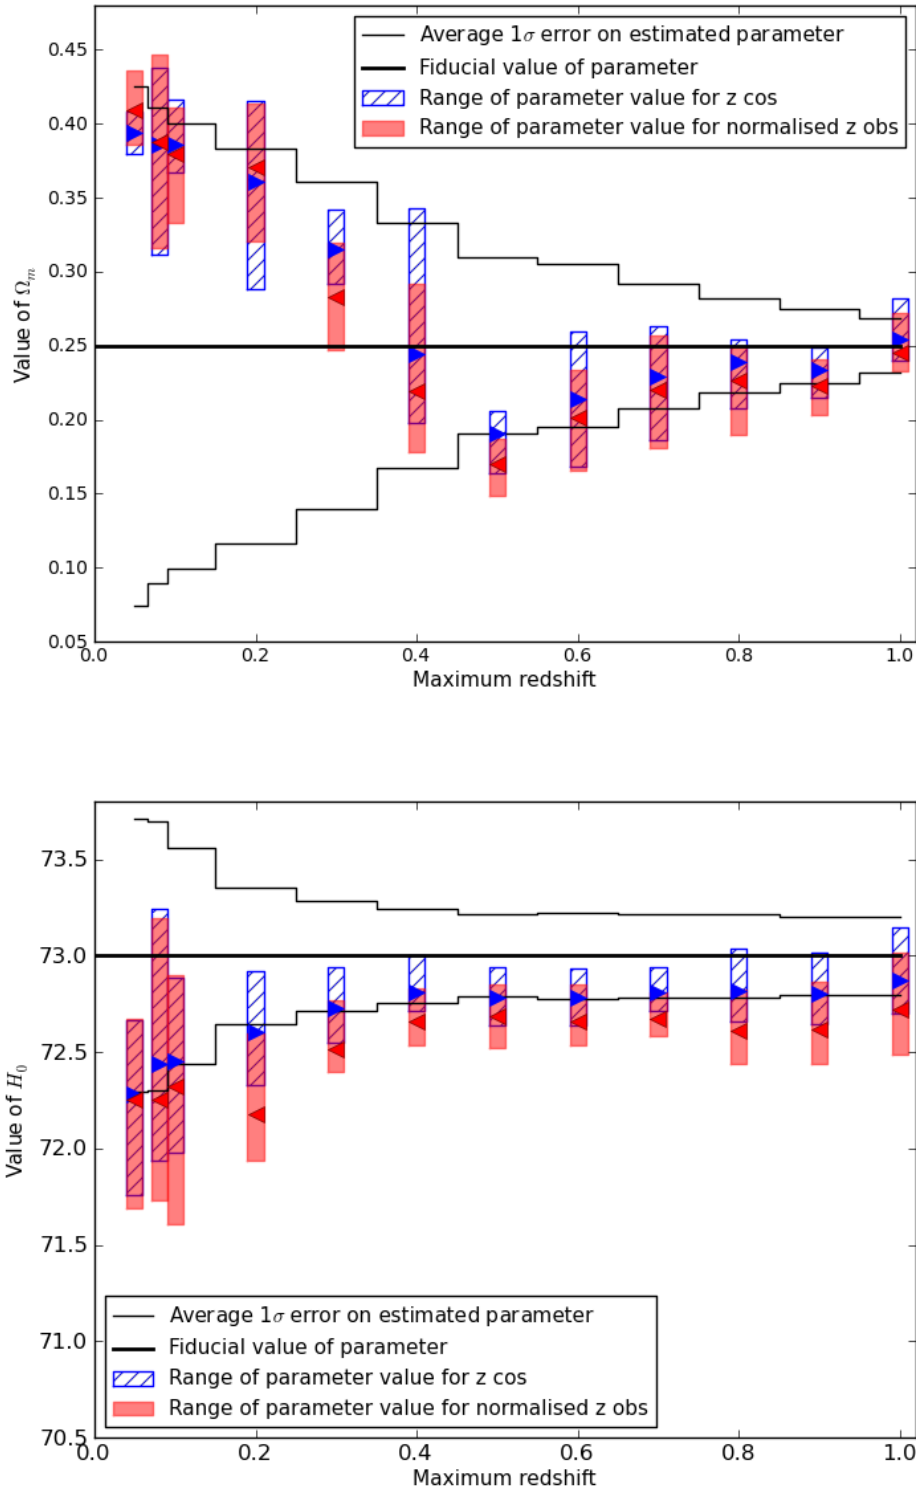 0.45
0.40
0.35
0.30
0.25
0.20
0.15
0.10
0.05
Value of Ωm
Average 1σ error on estimated parameter
Fiducial value of parameter
Range of parameter value for z cos
Range of parameter value for normalised z obs
0.0 0.2 0.4 0.6 0.8 1.0
Maximum redshift
73.5
73.0
72.5
72.0
71.5
71.0
70.5
Value of H0
Average 1σ error on estimated parameter
Fiducial value of parameter
Range of parameter value for z cos
Range of parameter value for normalised z obs
0.0 0.2 0.4 0.6 0.8 1.0
Maximum redshift